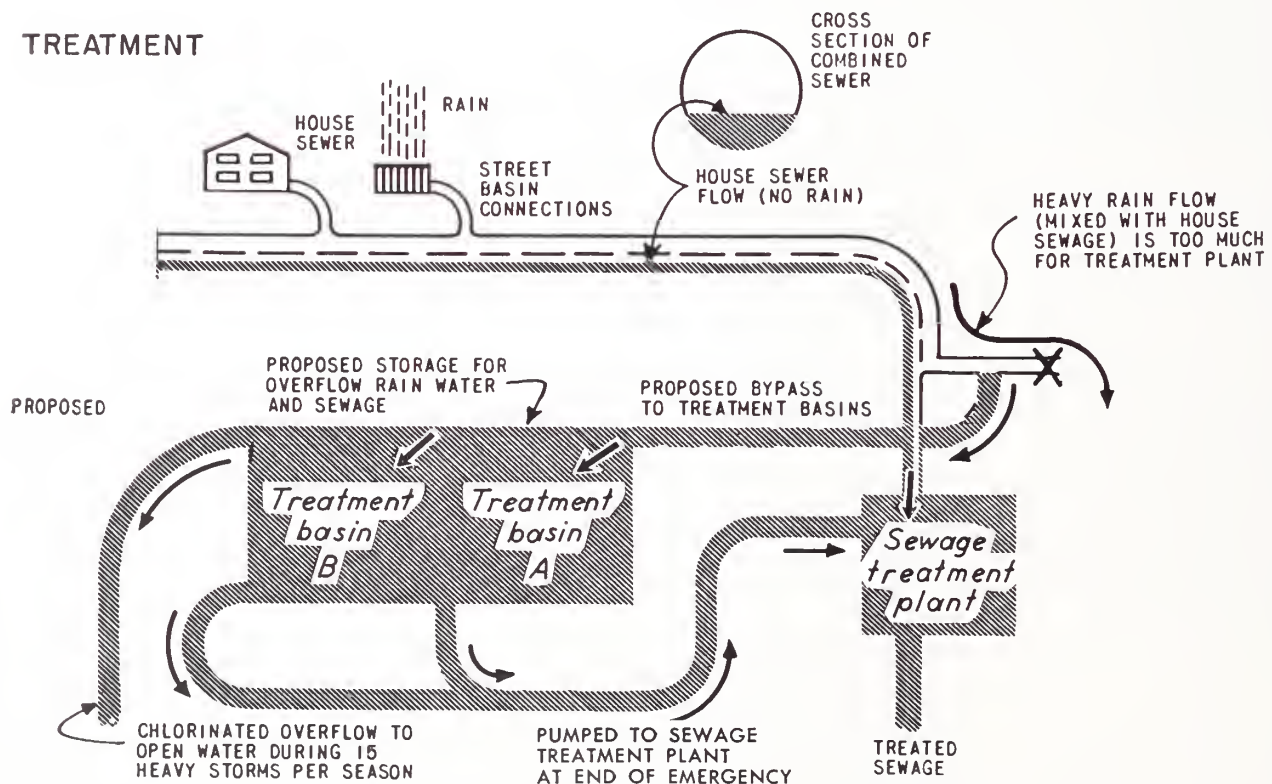 TREATMENT
CROSS
SECTION OF
COMBINED
SEWER
RAIN
HOUSE
SEWER
STREET
BASIN
CONNECTIONS
HOUSE SEWER
FLOW (NO RAIN)
HEAVY RAIN FLOW
(MIXED WITH HOUSE
SEWAGE) IS TOO MUCH
FOR TREATMENT PLANT
PROPOSED
PROPOSED STORAGE FOR
OVERFLOW RAIN WATER
AND SEWAGE
PROPOSED BYPASS
TO TREATMENT BASINS
Treatment
basin
B
Treatment
basin
A
Sewage
treatment
plant
CHLORINATED OVERFLOW TO
OPEN WATER DURING 15
HEAVY STORMS PER SEASON
PUMPED TO SEWAGE
TREATMENT PLANT
AT END OF EMERGENCY
TREATED
SEWAGE